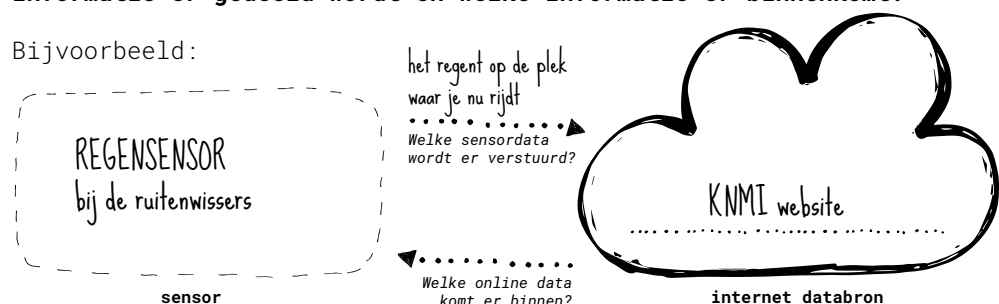 informatie er gedeeld wordt en welke informatie er binnenkomt.
Bijvoorbeeld:
het regent op de plek
waar je nu rijdt
Welke sensordata
wordt er verstuurd?
REGENSENSOR
bij de ruitenwissers
KNMI website
Welke online data
komt er binnen?
sensor
internet databron